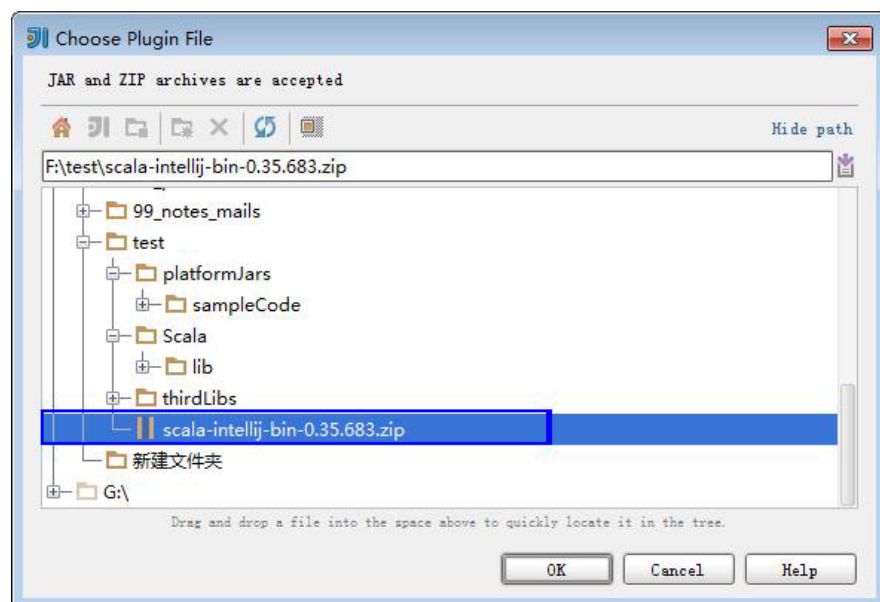 Choose Plugin File
JAR and ZIP archives are accepted
Hide path
F:\test\scala-intellij-bin-0.35.683.zip
99_notes_mails
test
platformJars
sampleCode
Scala
lib
thirdLibs
scala-intellij-bin-0.35.683.zip
新建文件夹
G:\
Drag and drop a file into the space above to quickly locate it in the tree.
OK Cancel Help